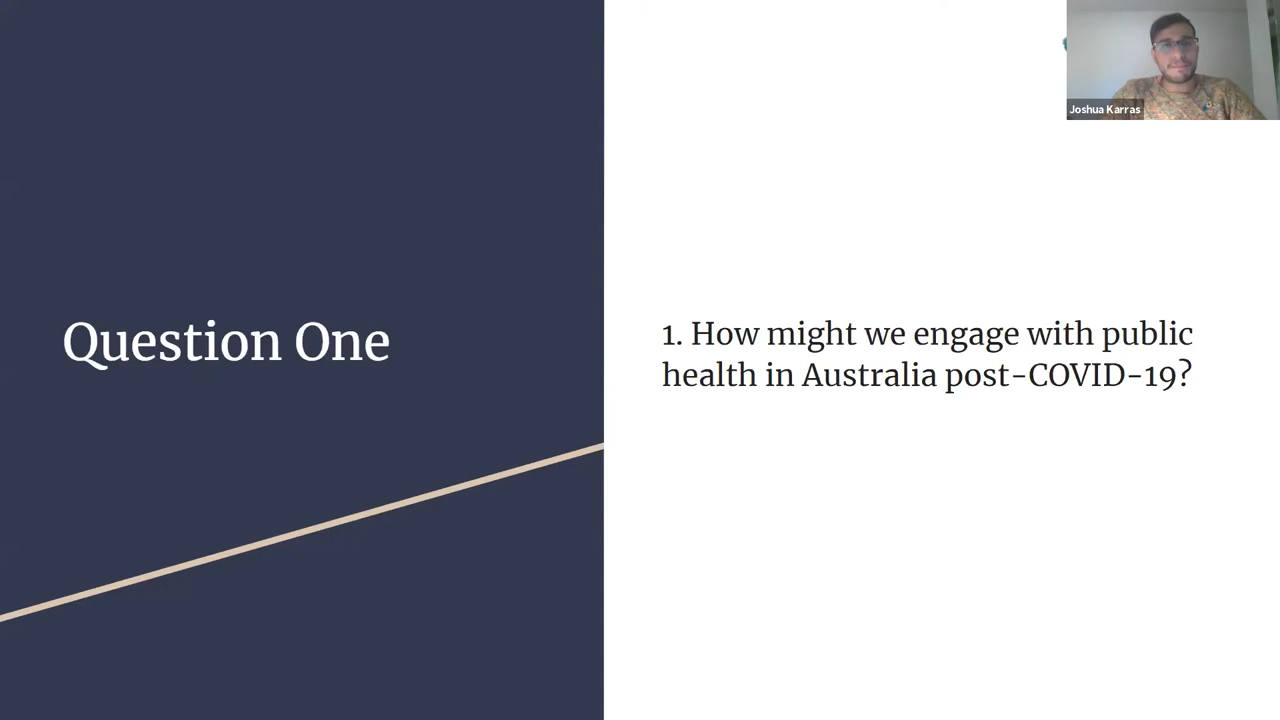 Question One
1. How might we engage with public
health in Australia post-COVID-19?
Joshua Karras